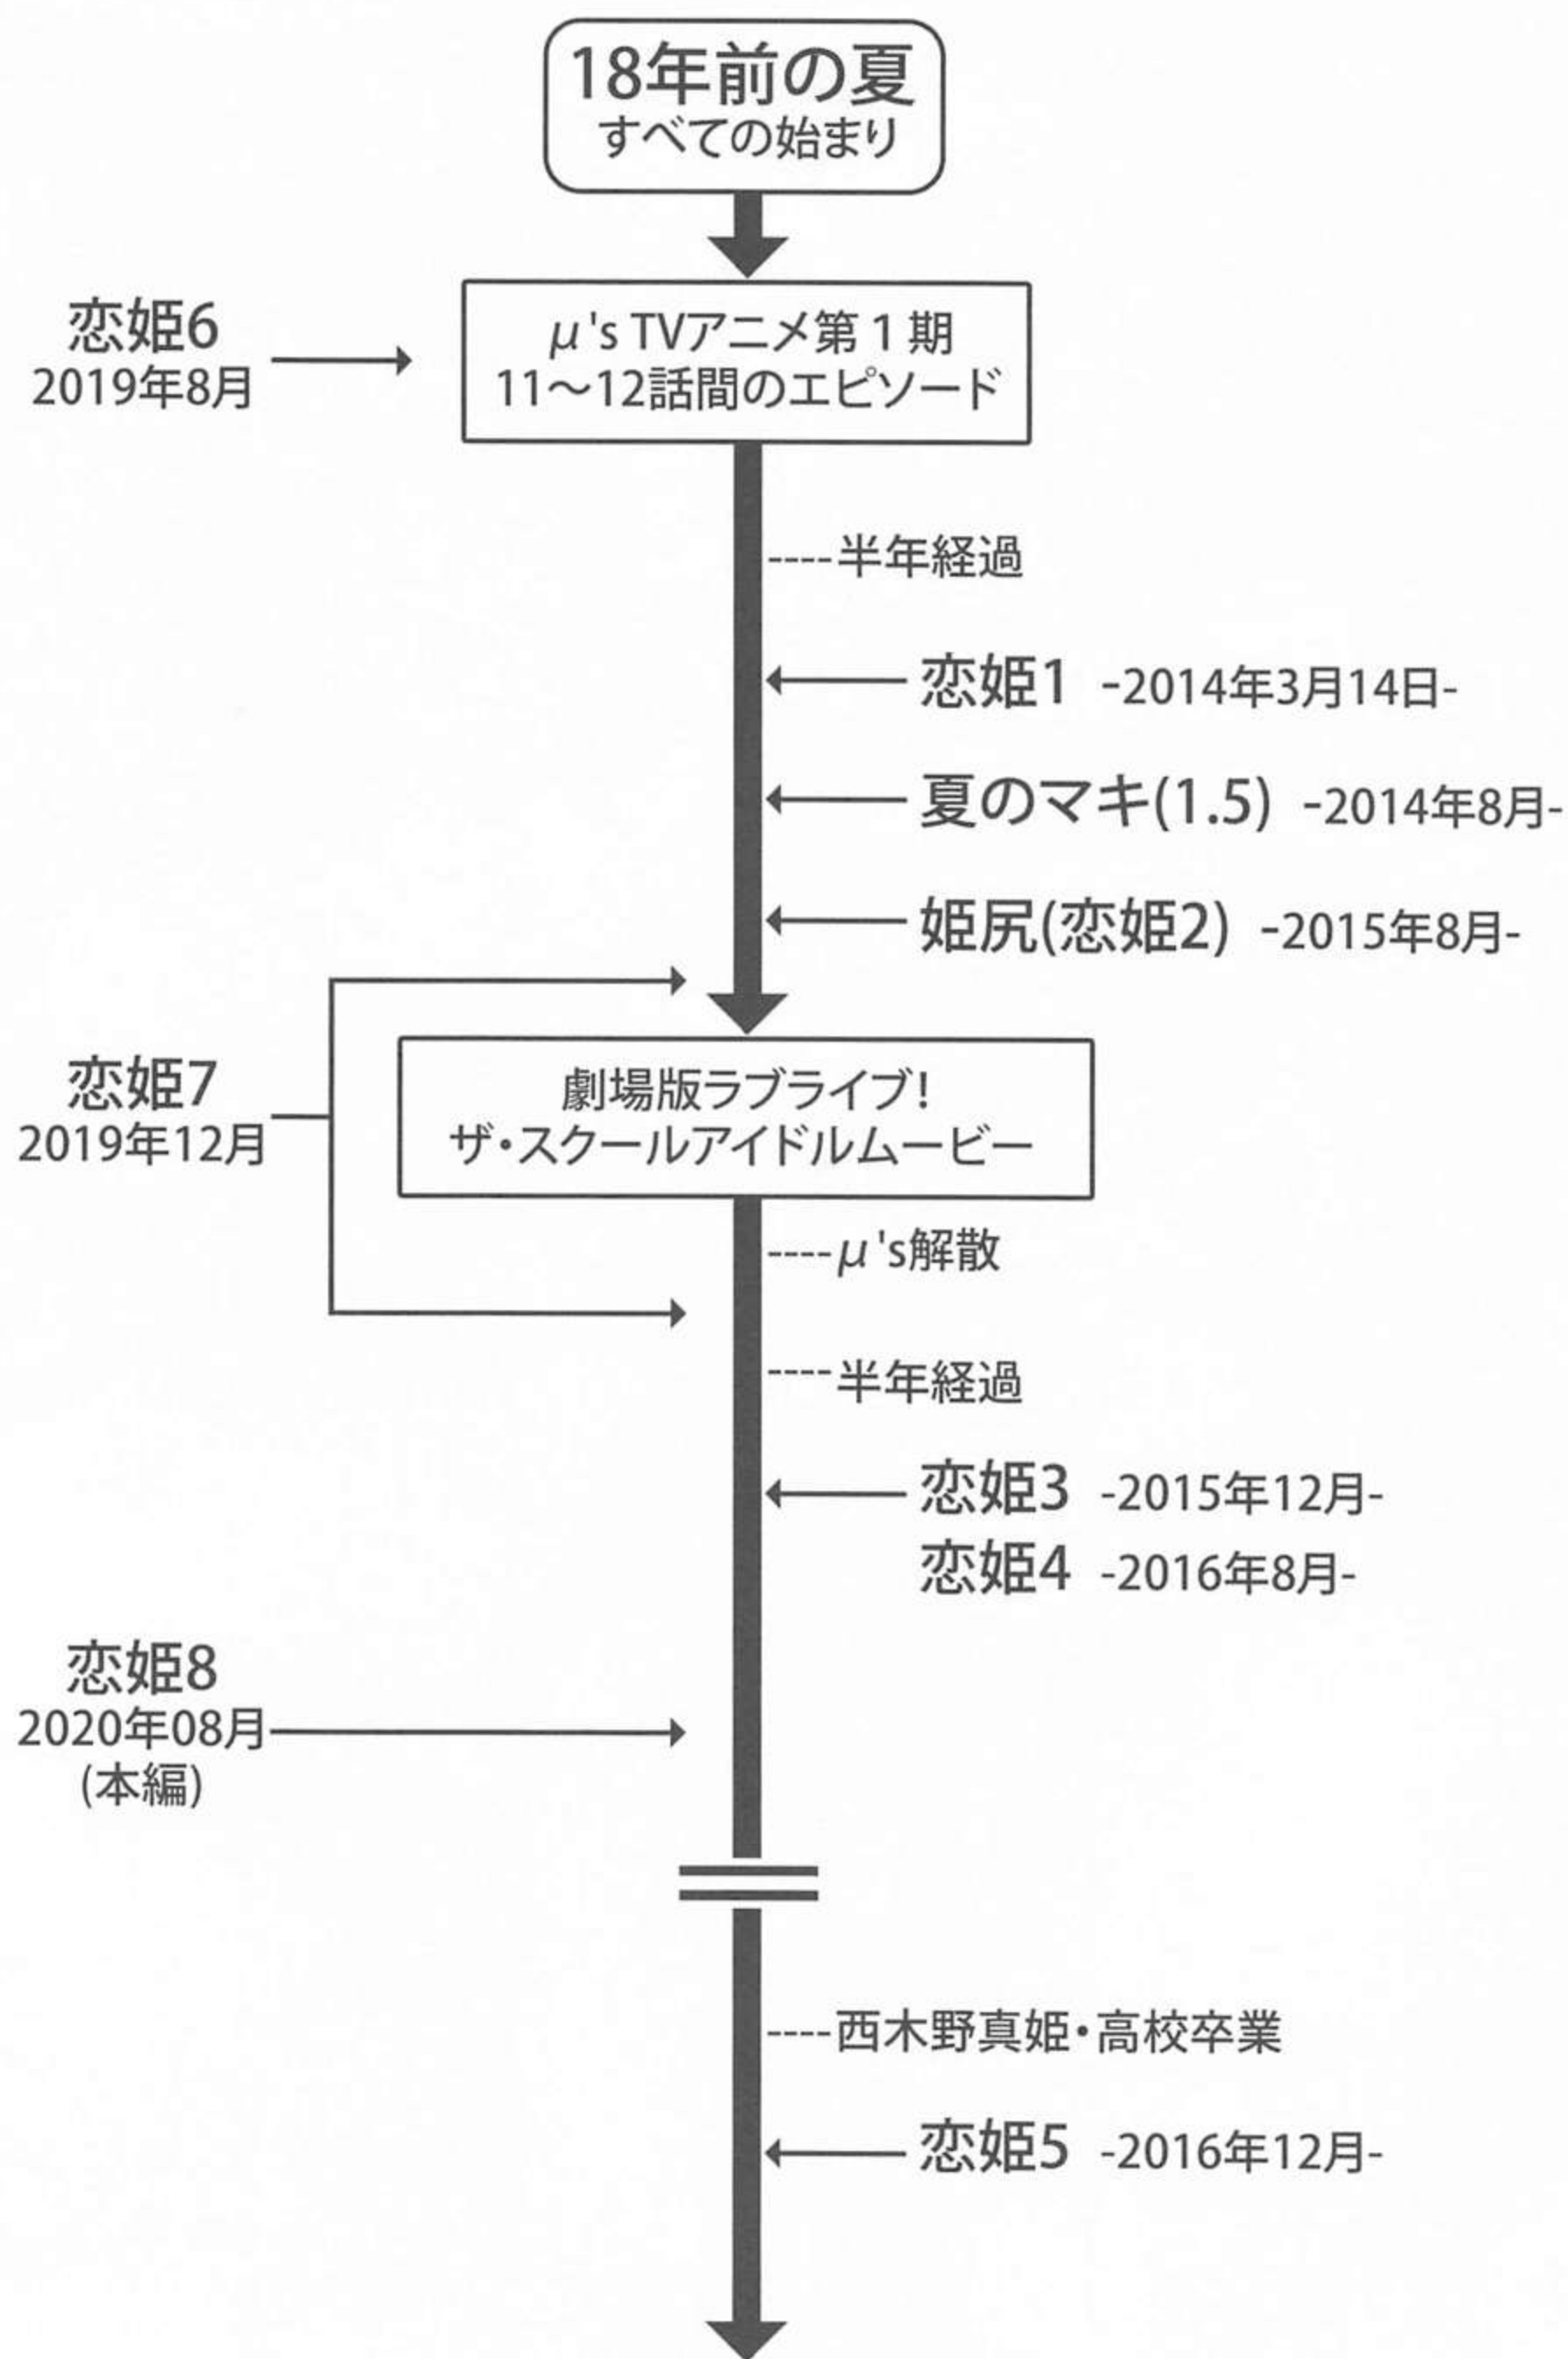 18年前の夏
すべての始まり
恋姫6
2019年8月
μ's TVアニメ第1期
11〜12話間のエピソード
----半年経過
恋姫1 -2014年3月14日-
夏のマキ(1.5) -2014年8月-
姫尻(恋姫2) -2015年8月-
恋姫7
2019年12月
劇場版ラブライブ!
ザ・スクールアイドルムービー
----μ's解散
----半年経過
恋姫3 -2015年12月-
恋姫4 -2016年8月-
恋姫8
2020年08月
(本編)
----西木野真姫・高校卒業
恋姫5 -2016年12月-